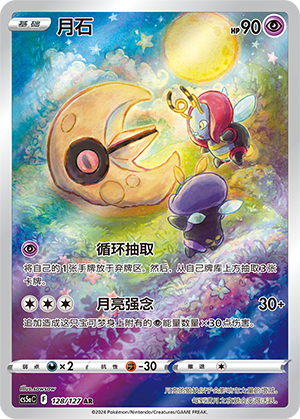 基础 月石 HP 90
循环抽取
将自己的1张手牌放于弃牌区。然后,从自己牌库上方抽取3张
卡牌。
月亮强念 30+
追加造成这只宝可梦身上附有的能量数量×30点伤害。
弱点 ×2 抵抗力 -30 撤退
CS5aC F 128/127 AR
©2024 Pokémon/Nintendo/Creatures/GAME FREAK.